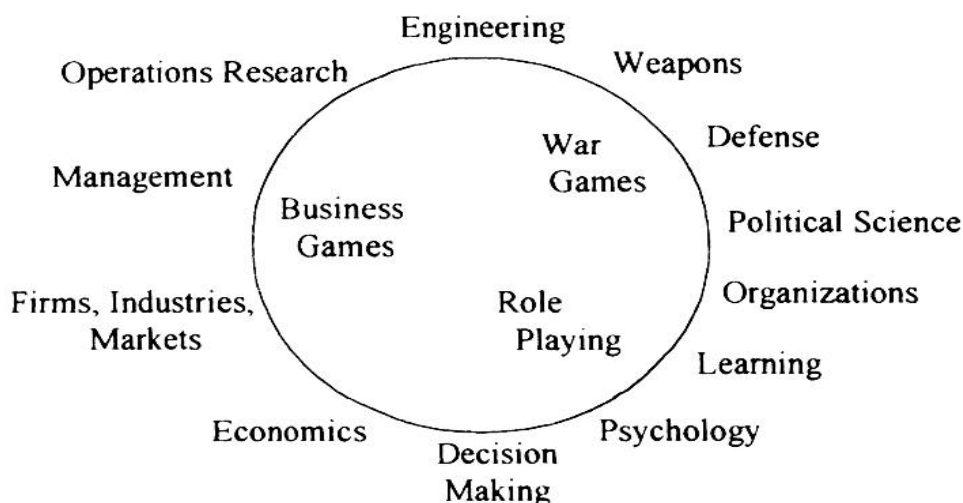 Engineering
Operations Research
Weapons
Defense
War
Games
Management
Business
Games
Political Science
Organizations
Firms, Industries,
Markets
Role
Playing
Learning
Economics
Psychology
Decision
Making